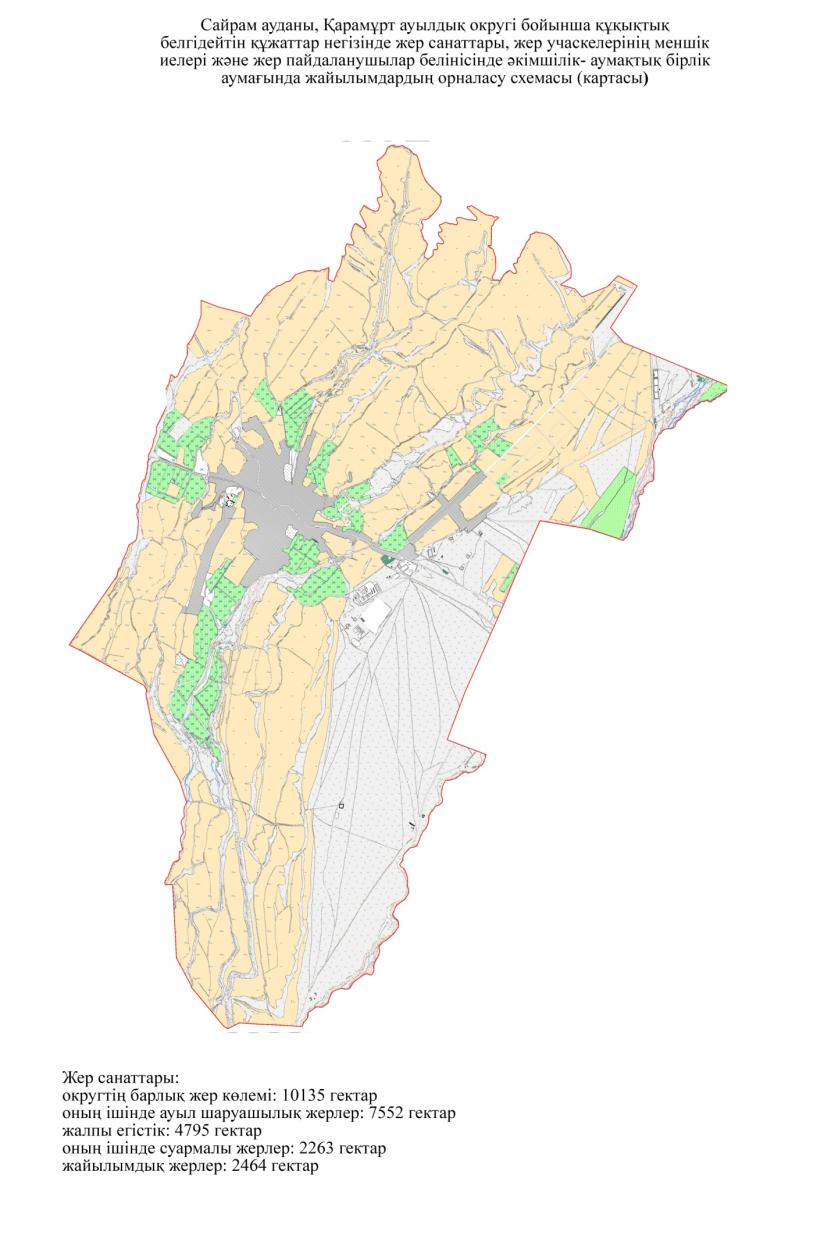 Сайрам ауданы, Қарамұрт ауылдық округі бойынша құқықтық
белгідейтін құжаттар негізінде жер санаттары, жер учаскелерінің меншік
иелері және жер пайдаланушылар белінісінде әкімшілік- аумақтық бірлік
аумағында жайылымдардың орналасу схемасы (картасы)
Жер санаттары:
округтің барлық жер көлемі: 10135 гектар
оның ішінде ауыл шаруашылық жерлер: 7552 гектар
жалпы егістік: 4795 гектар
оның ішінде суармалы жерлер: 2263 гектар
жайылымдық жерлер: 2464 гектар